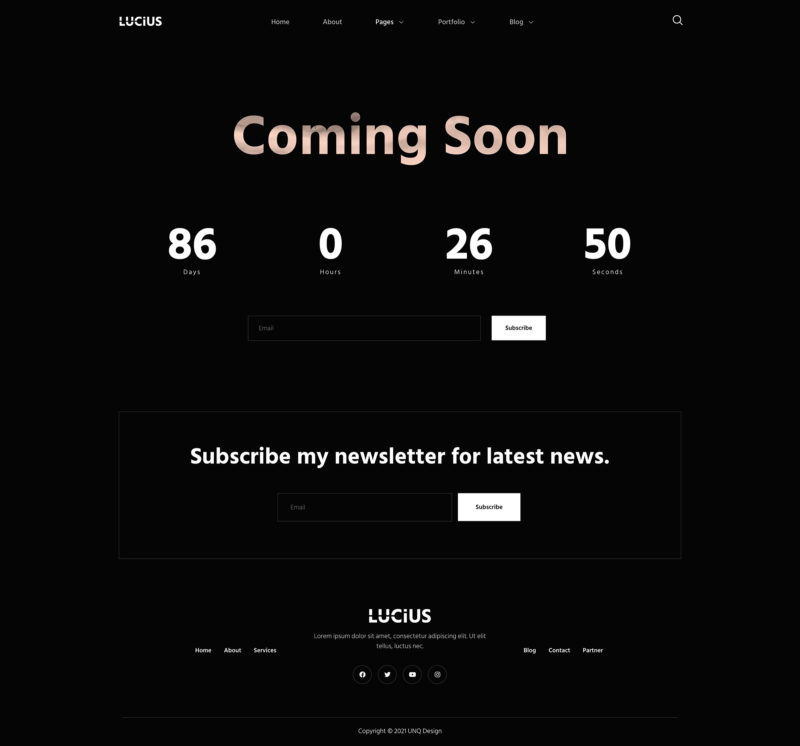 LUCiUS Home About Pages Portfolio Blog
Coming Soon
86 0 26 50
Days Hours Minutes Seconds
Email Subscribe
Subscribe my newsletter for latest news.
Email Subscribe
LUCiUS
Lorem ipsum dolor sit amet, consectetur adipiscing elit. Ut elit
tellus, luctus nec.
Home About Services Blog Contact Partner
Copyright © 2021 UNQ Design